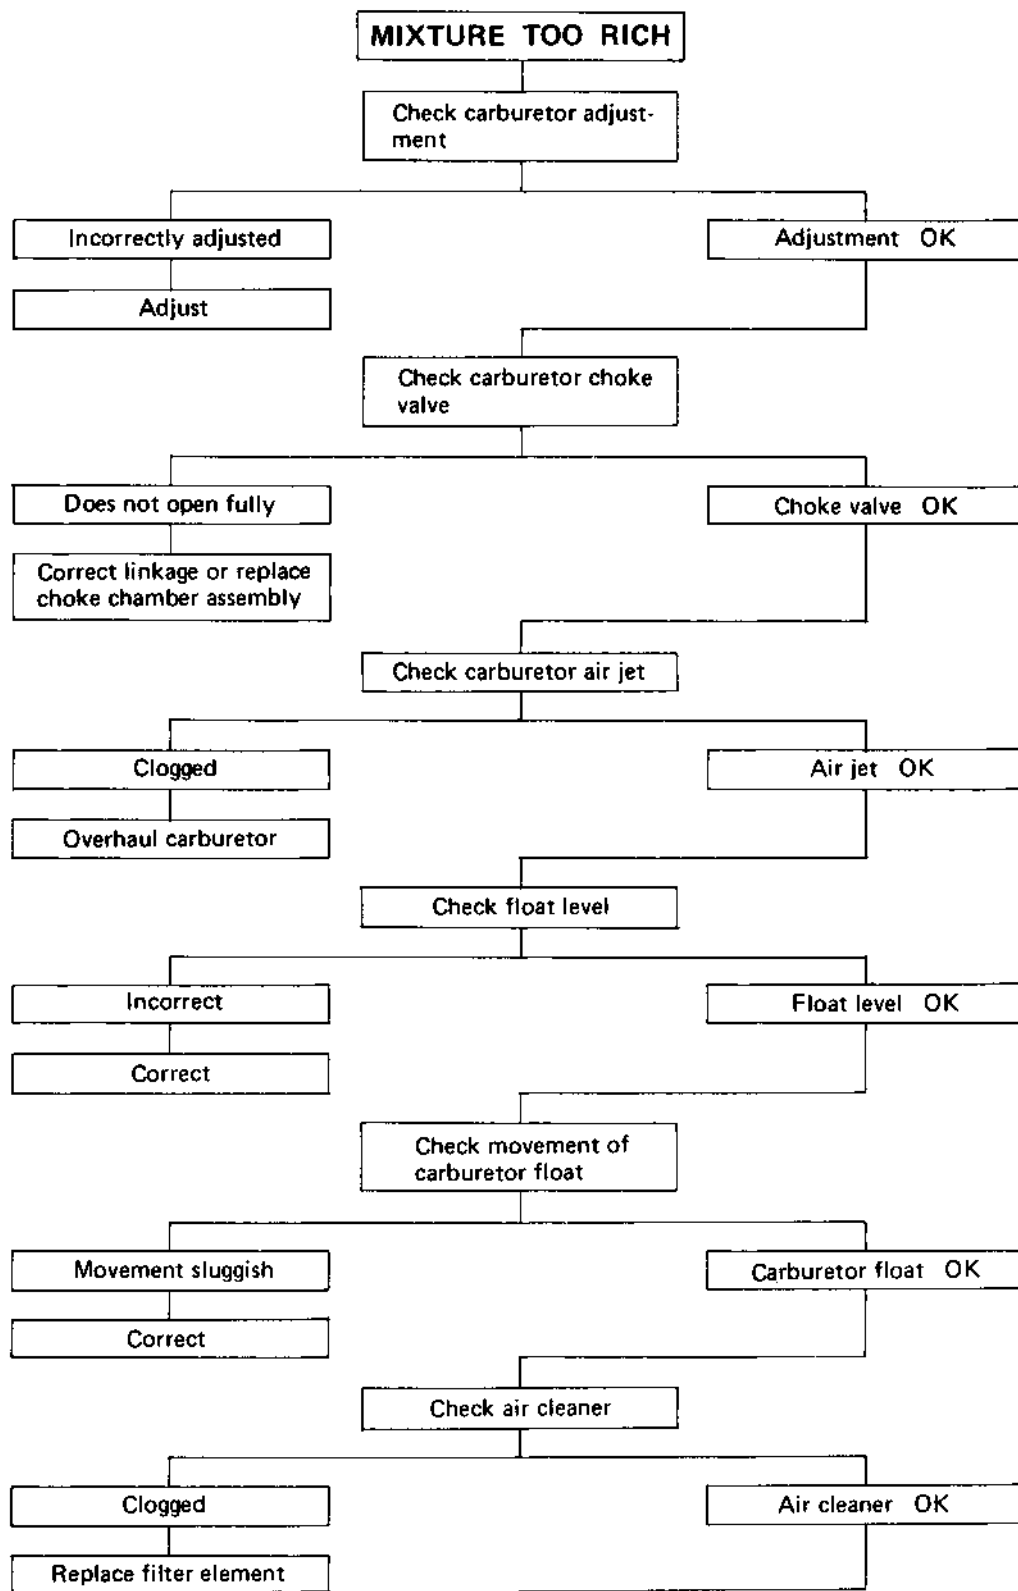 MIXTURE TOO RICH
Check carburetor adjust-
ment
Incorrectly adjusted
Adjustment OK
Adjust
Check carburetor choke
valve
Does not open fully
Choke valve OK
Correct linkage or replace
choke chamber assembly
Check carburetor air jet
Clogged
Air jet OK
Overhaul carburetor
Check float level
Incorrect
Float level OK
Correct
Check movement of
carburetor float
Movement sluggish
Carburetor float OK
Correct
Check air cleaner
Clogged
Air cleaner OK
Replace filter element